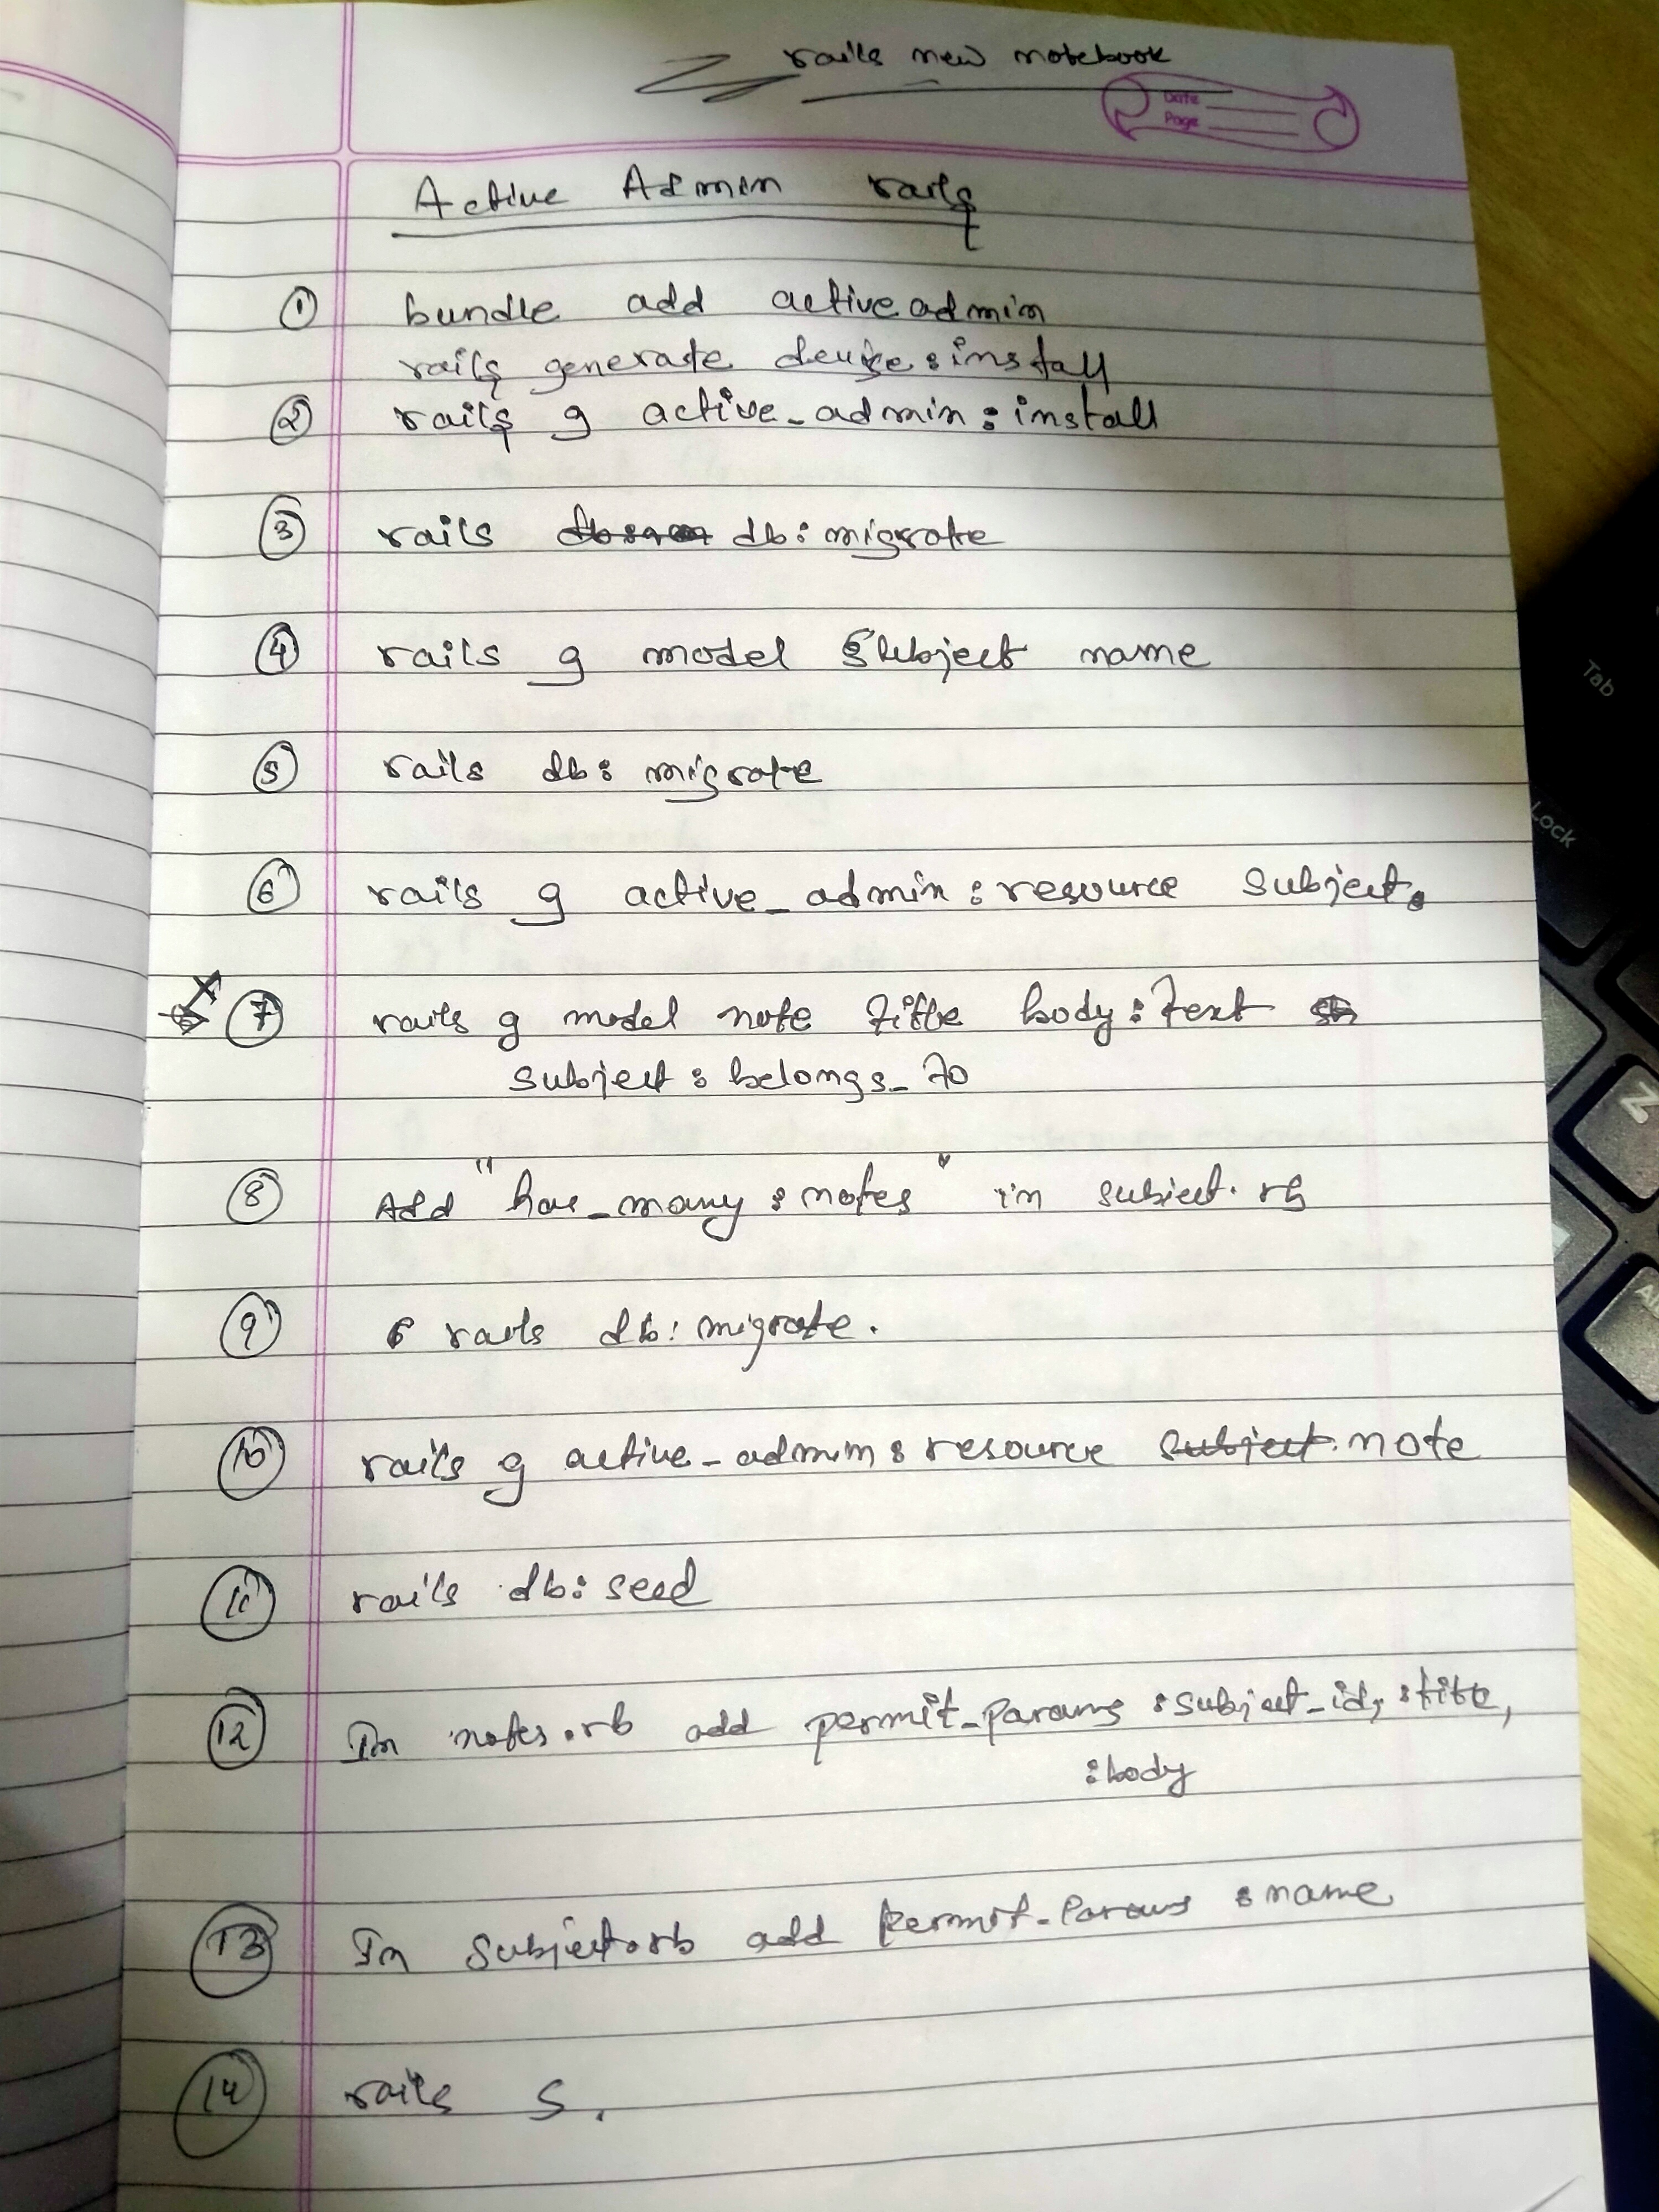 rails new notebook
Date
Page
Active Admin rails
① bundle add activeadmin
rails generate devise:install
② rails g active_admin:install
③ rails db:migrate
④ rails g model Subject name
⑤ rails db:migrate
⑥ rails g active_admin:resource Subject.
⑦ rails g model note title body:text
subject:belongs_to
⑧ Add "has_many :notes" in subject.rb
⑨ rails db:migrate.
⑩ rails g active_admin:resource subject note
⑪ rails db:seed
⑫ In notes.rb add permit_params :subject_id, :title,
:body
⑬ In Subject.rb add permit_params :name
⑭ rails s.
Tab
Lock
Z